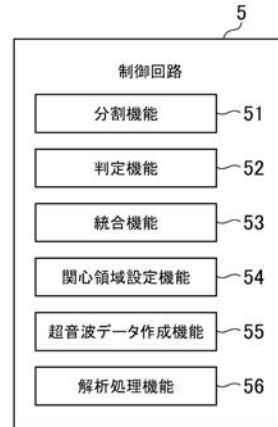 5
制御回路
分割機能 51
判定機能 52
統合機能 53
関心領域設定機能 54
超音波データ作成機能 55
解析処理機能 56